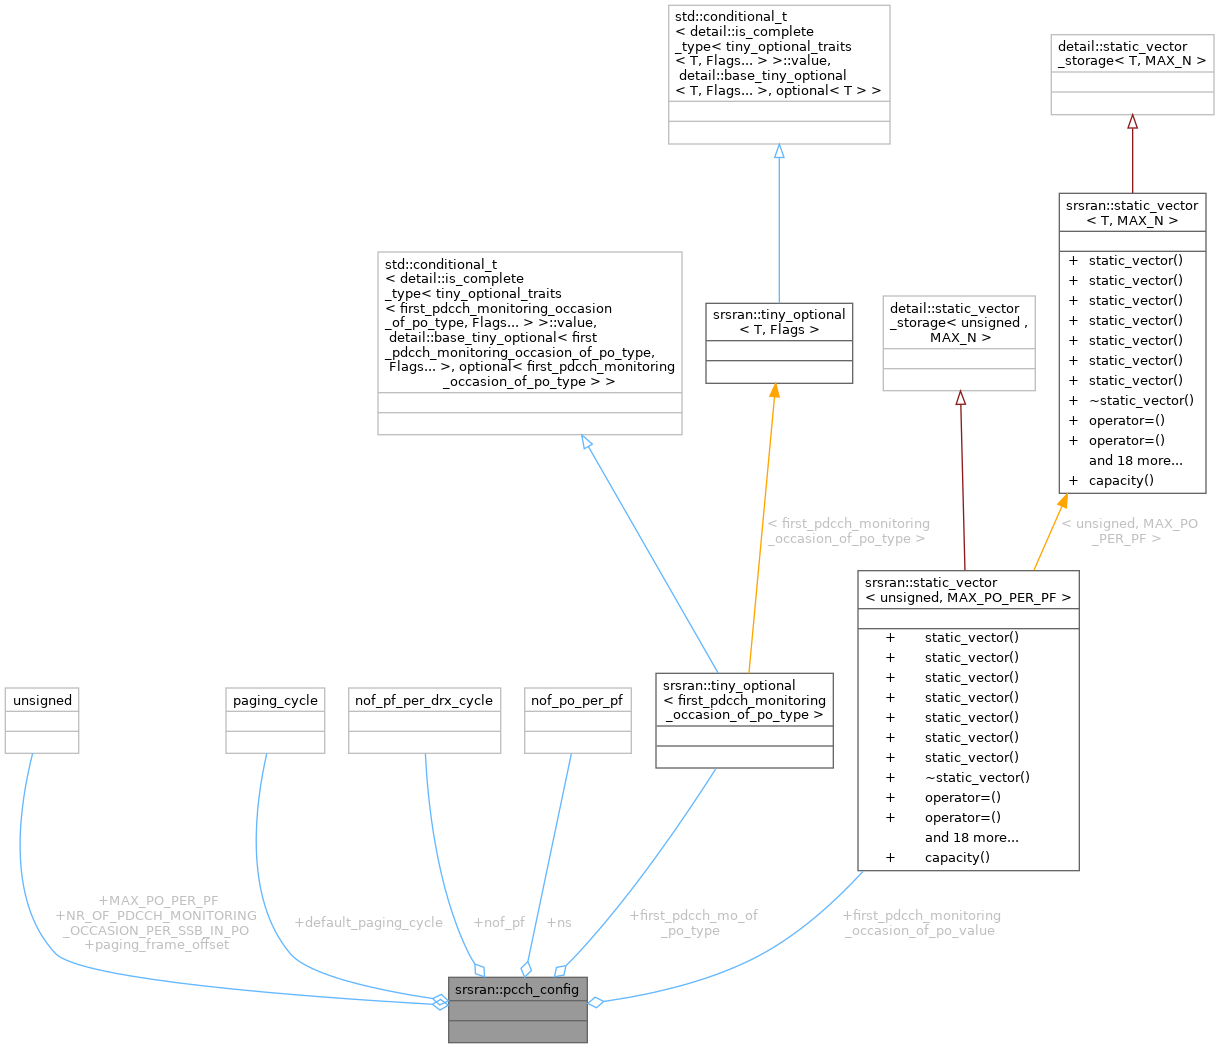 std::conditional_t
< detail::is_complete
_type< tiny_optional_traits
< T, Flags... > >::value,
detail::base_tiny_optional
< T, Flags... >, optional< T > >
detail::static_vector
_storage< T, MAX_N >
srsran::static_vector
< T, MAX_N >
+ static_vector()
+ static_vector()
+ static_vector()
+ static_vector()
+ static_vector()
+ static_vector()
+ static_vector()
+ ~static_vector()
+ operator=()
+ operator=()
and 18 more...
+ capacity()
std::conditional_t
< detail::is_complete
_type< tiny_optional_traits
< first_pdcch_monitoring_occasion
_of_po_type, Flags... > >::value,
detail::base_tiny_optional< first
_pdcch_monitoring_occasion_of_po_type,
Flags... >, optional< first_pdcch_monitoring
_occasion_of_po_type > >
srsran::tiny_optional
< T, Flags >
detail::static_vector
_storage< unsigned ,
MAX_N >
< first_pdcch_monitoring
_occasion_of_po_type >
< unsigned, MAX_PO
_PER_PF >
srsran::static_vector
< unsigned, MAX_PO_PER_PF >
+ static_vector()
+ static_vector()
+ static_vector()
+ static_vector()
+ static_vector()
+ static_vector()
+ static_vector()
+ ~static_vector()
+ operator=()
+ operator=()
and 18 more...
+ capacity()
unsigned
paging_cycle
nof_pf_per_drx_cycle
nof_po_per_pf
srsran::tiny_optional
< first_pdcch_monitoring
_occasion_of_po_type >
+MAX_PO_PER_PF
+NR_OF_PDCCH_MONITORING
_OCCASION_PER_SSB_IN_PO
+paging_frame_offset
+default_paging_cycle
+nof_pf
+ns
+first_pdcch_mo_of
_po_type
+first_pdcch_monitoring
_occasion_of_po_value
srsran::pcch_config